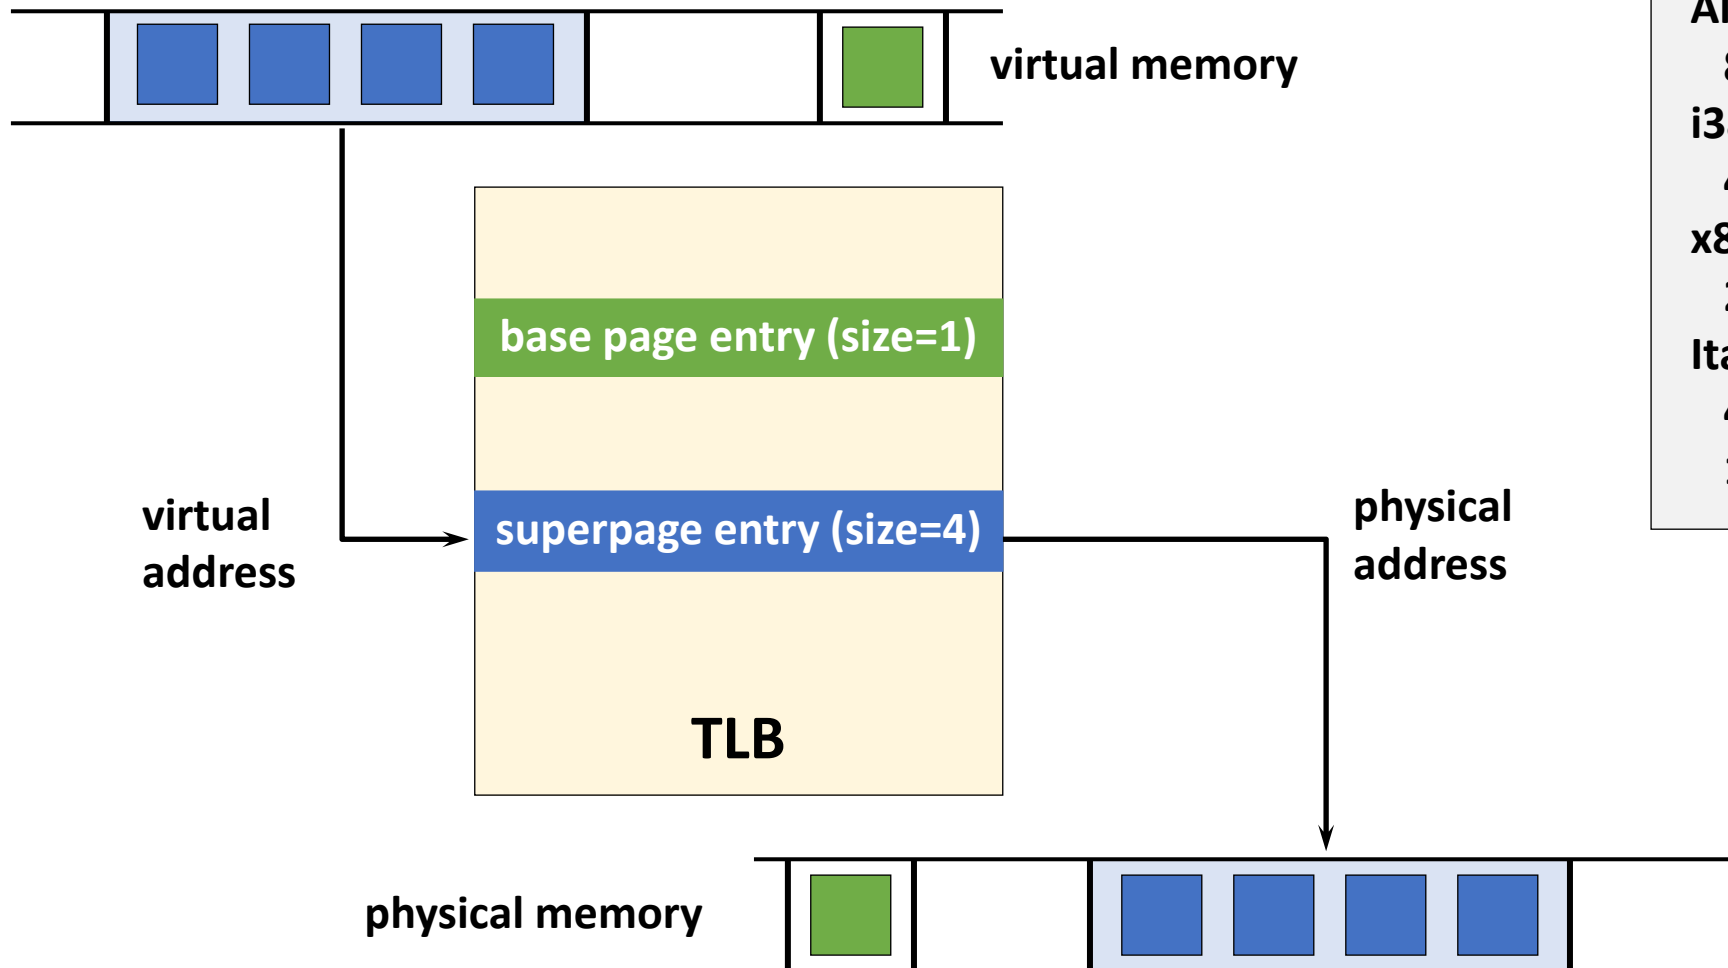 virtual memory
base page entry (size=1)
superpage entry (size=4)
virtual
address
physical
address
TLB
physical memory